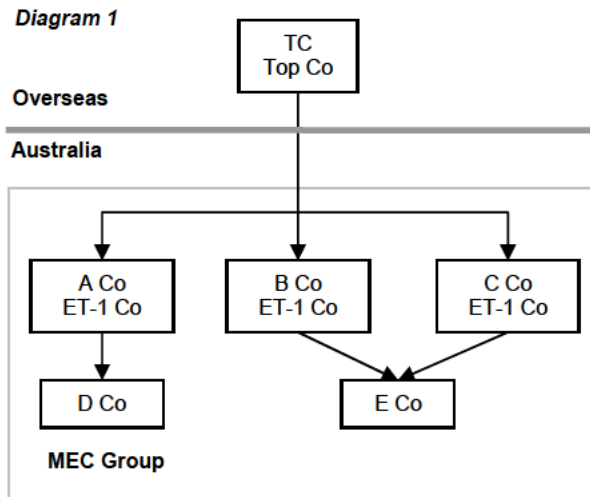 Diagram 1
TC
Top Co
Overseas
Australia
A Co
ET-1 Co
B Co
ET-1 Co
C Co
ET-1 Co
D Co
E Co
MEC Group